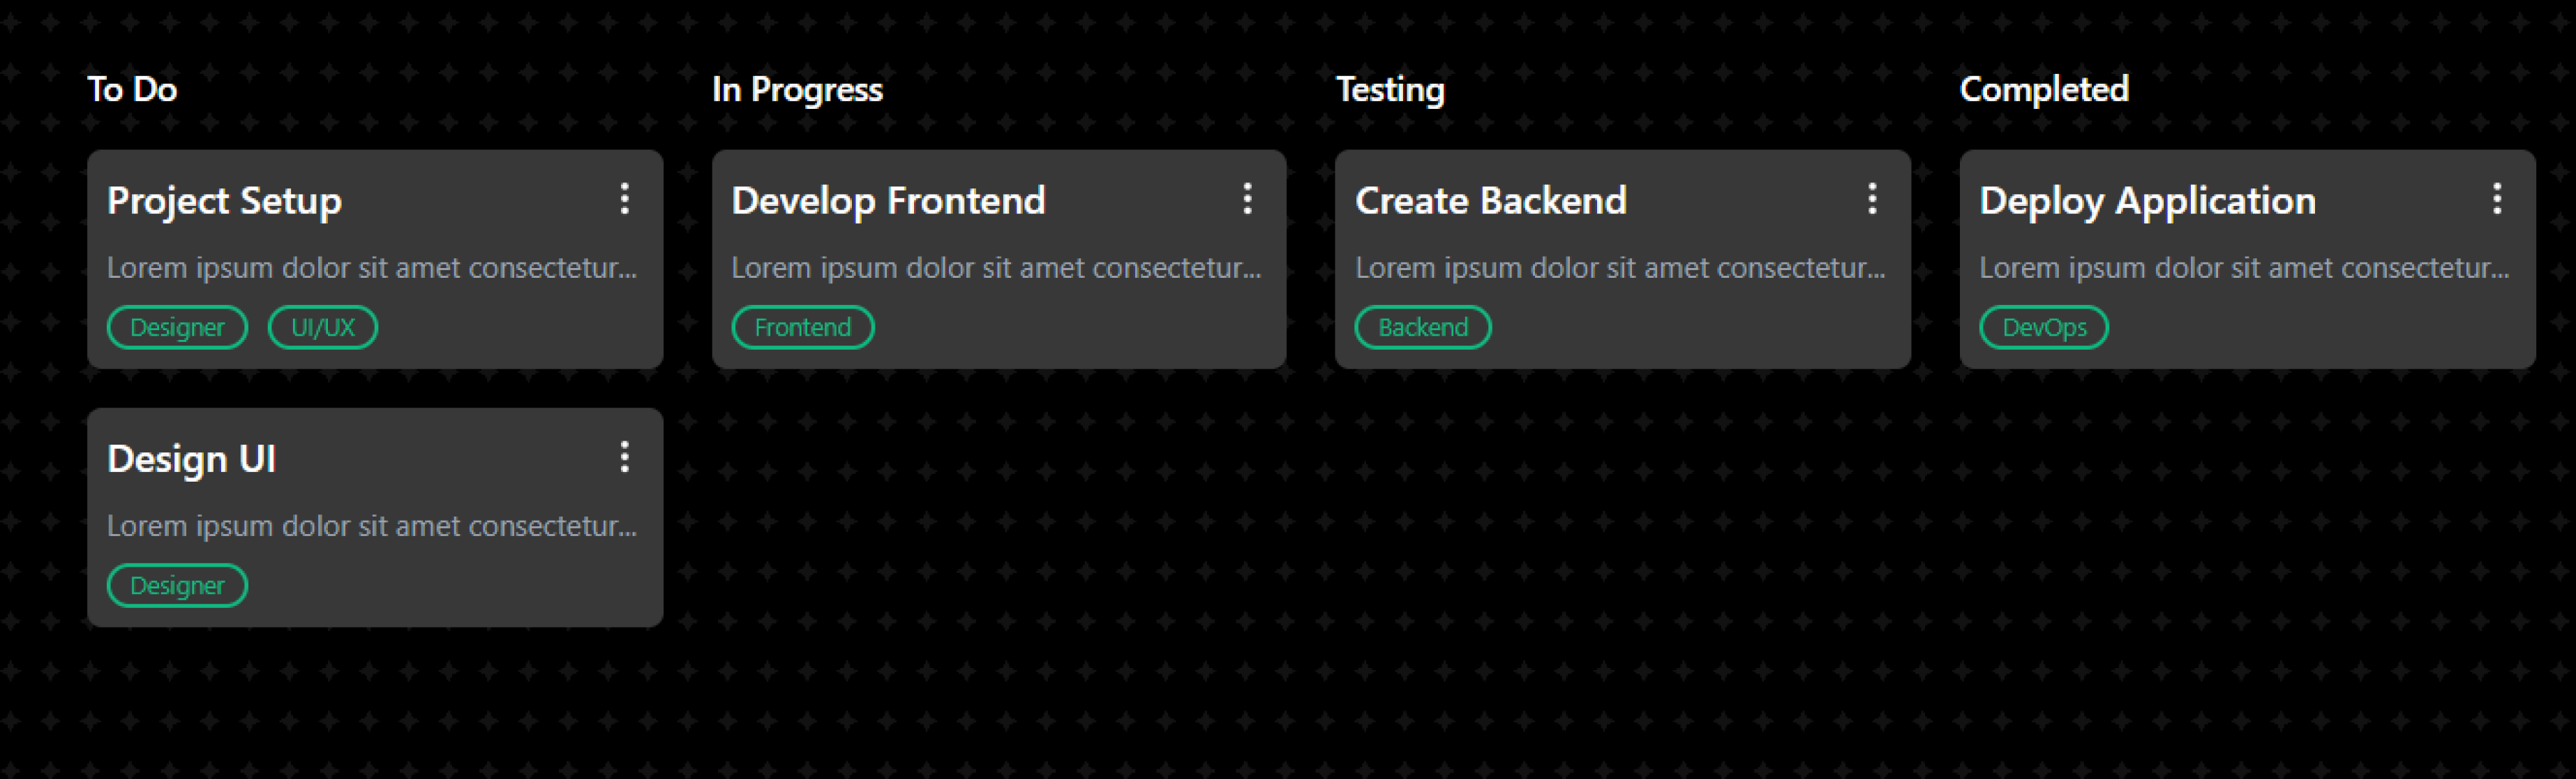 To Do
Project Setup
Lorem ipsum dolor sit amet consectetur...
Designer UI/UX
Design UI
Lorem ipsum dolor sit amet consectetur...
Designer
In Progress
Develop Frontend
Lorem ipsum dolor sit amet consectetur...
Frontend
Testing
Create Backend
Lorem ipsum dolor sit amet consectetur...
Backend
Completed
Deploy Application
Lorem ipsum dolor sit amet consectetur...
DevOps